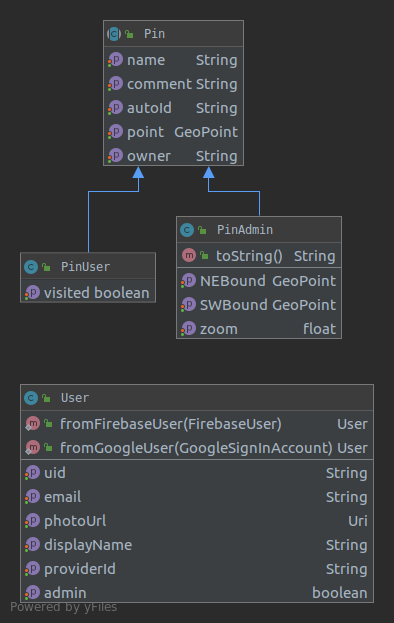 Pin
name String
comment String
autoId String
point GeoPoint
owner String
PinAdmin
toString() String
NEBound GeoPoint
SWBound GeoPoint
zoom float
PinUser
visited boolean
User
fromFirebaseUser(FirebaseUser) User
fromGoogleUser(GoogleSignInAccount) User
uid String
email String
photoUrl Uri
displayName String
providerId String
admin boolean
Powered by yFiles